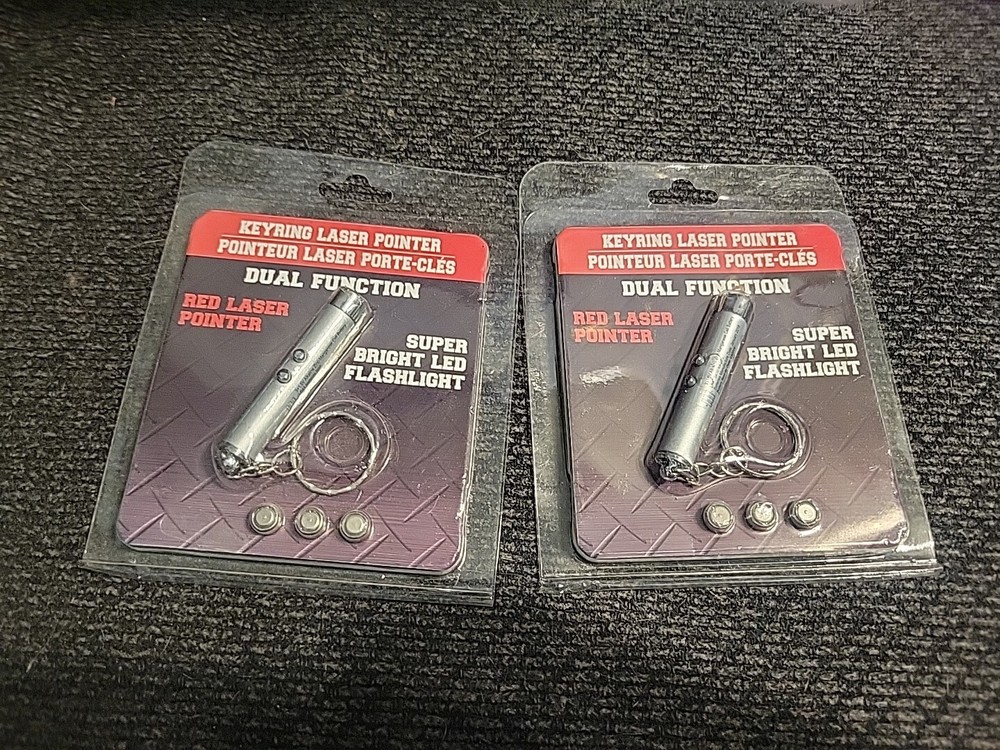 KEYRING LASER POINTER
POINTEUR LASER PORTE-CLÉS
DUAL FUNCTION
RED LASER
POINTER
SUPER
BRIGHT LED
FLASHLIGHT
KEYRING LASER POINTER
POINTEUR LASER PORTE-CLÉS
DUAL FUNCTION
RED LASER
POINTER
SUPER
BRIGHT LED
FLASHLIGHT